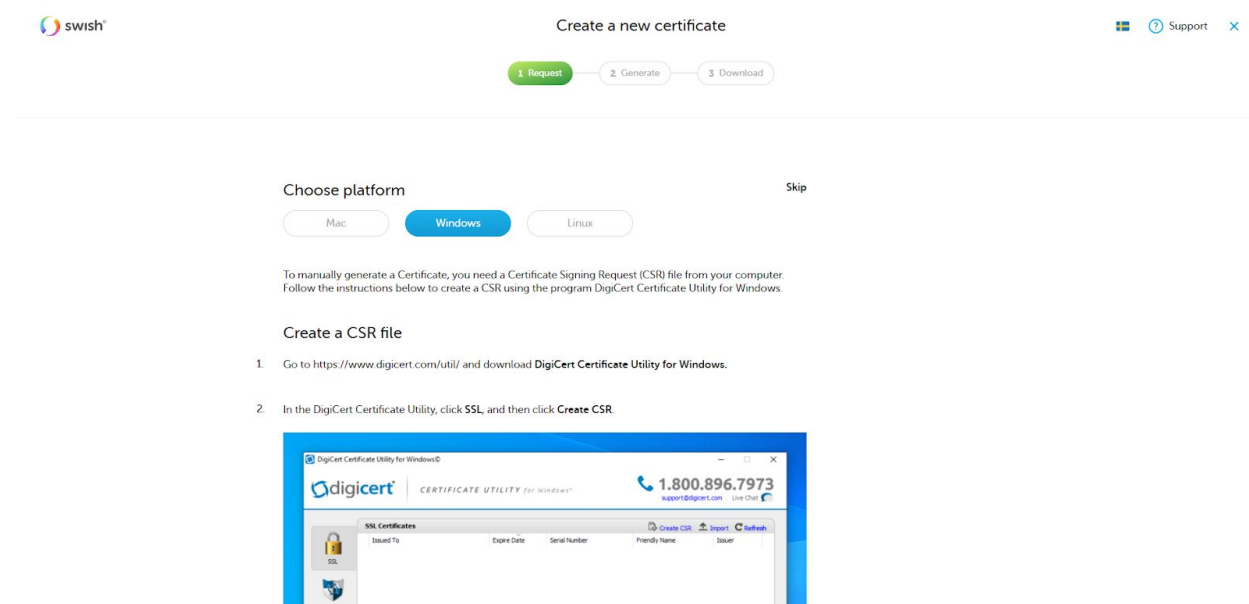 swish®
Create a new certificate
Support
1 Request
2 Generate
3 Download
Choose platform
Skip
Mac
Windows
Linux
To manually generate a Certificate, you need a Certificate Signing Request (CSR) file from your computer.
Follow the instructions below to create a CSR using the program DigiCert Certificate Utility for Windows.
Create a CSR file
1. Go to https://www.digicert.com/util/ and download DigiCert Certificate Utility for Windows.
2. In the DigiCert Certificate Utility, click SSL, and then click Create CSR.
DigiCert Certificate Utility for Windows©
digicert®
CERTIFICATE UTILITY for Windows®
1.800.896.7973
support@digicert.com Live Chat
SSL Certificates
Create CSR Import Refresh
Issued To Expire Date Serial Number Friendly Name Issuer
SSL